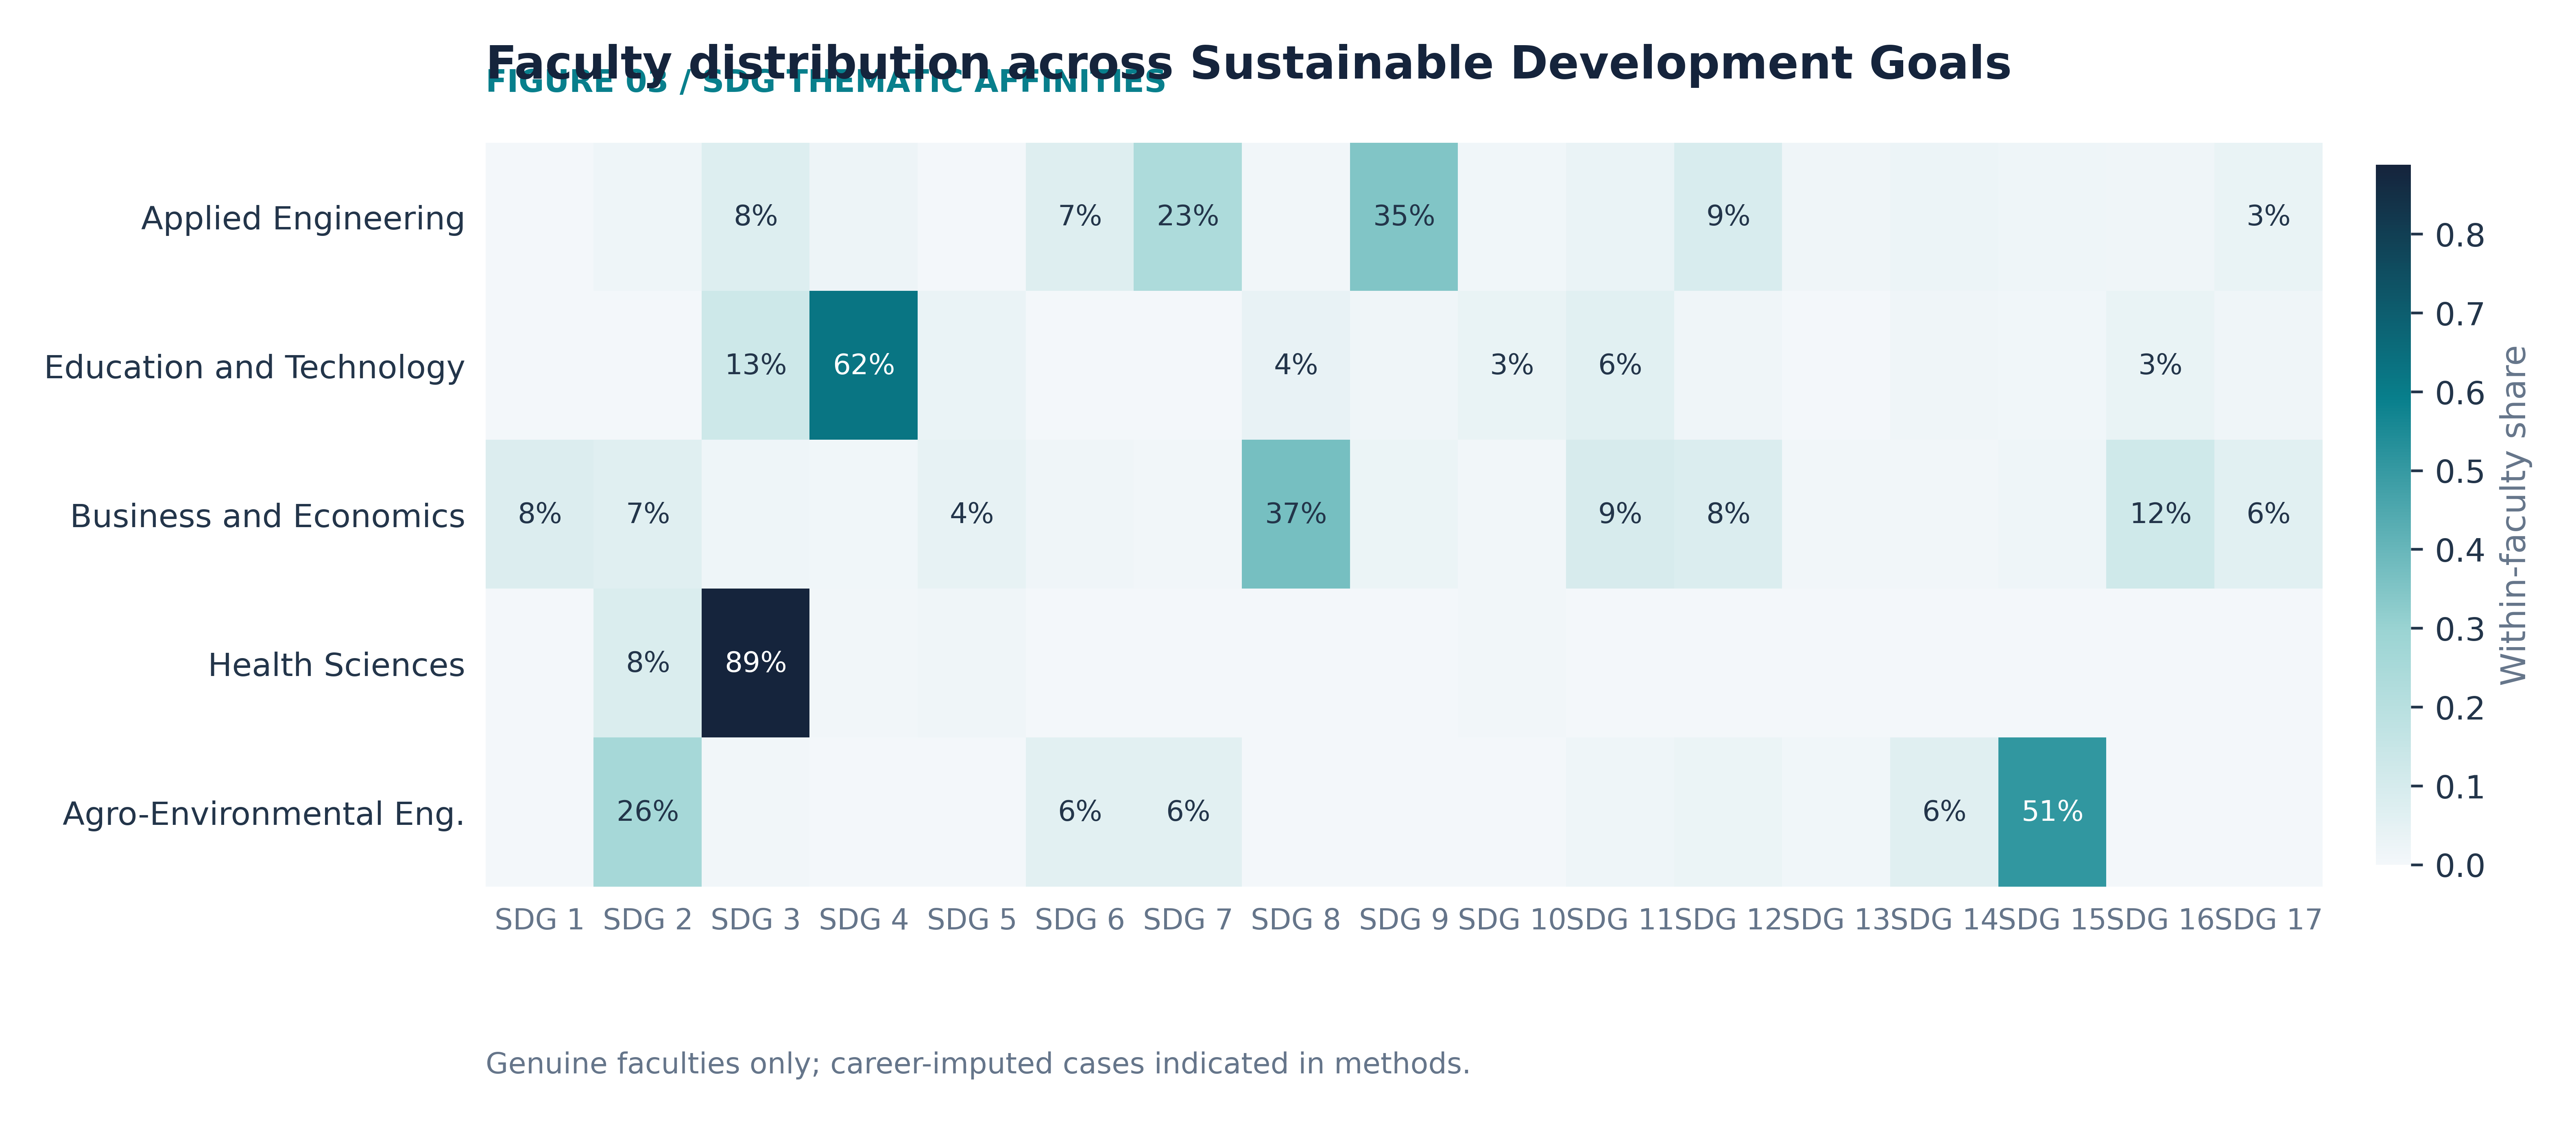 Faculty distribution across Sustainable Development Goals
FIGURE 03 / SDG THEMATIC AFFINITIES
Applied Engineering 8% 7% 23% 35% 9% 3%
Education and Technology 13% 62% 4% 3% 6% 3%
Business and Economics 8% 7% 4% 37% 9% 8% 12% 6%
Health Sciences 8% 89%
Agro-Environmental Eng. 26% 6% 6% 6% 51%
SDG 1 SDG 2 SDG 3 SDG 4 SDG 5 SDG 6 SDG 7 SDG 8 SDG 9 SDG 10 SDG 11 SDG 12 SDG 13 SDG 14 SDG 15 SDG 16 SDG 17
0.8
0.7
0.6
0.5
0.4
0.3
0.2
0.1
0.0
Within-faculty share
Genuine faculties only; career-imputed cases indicated in methods.